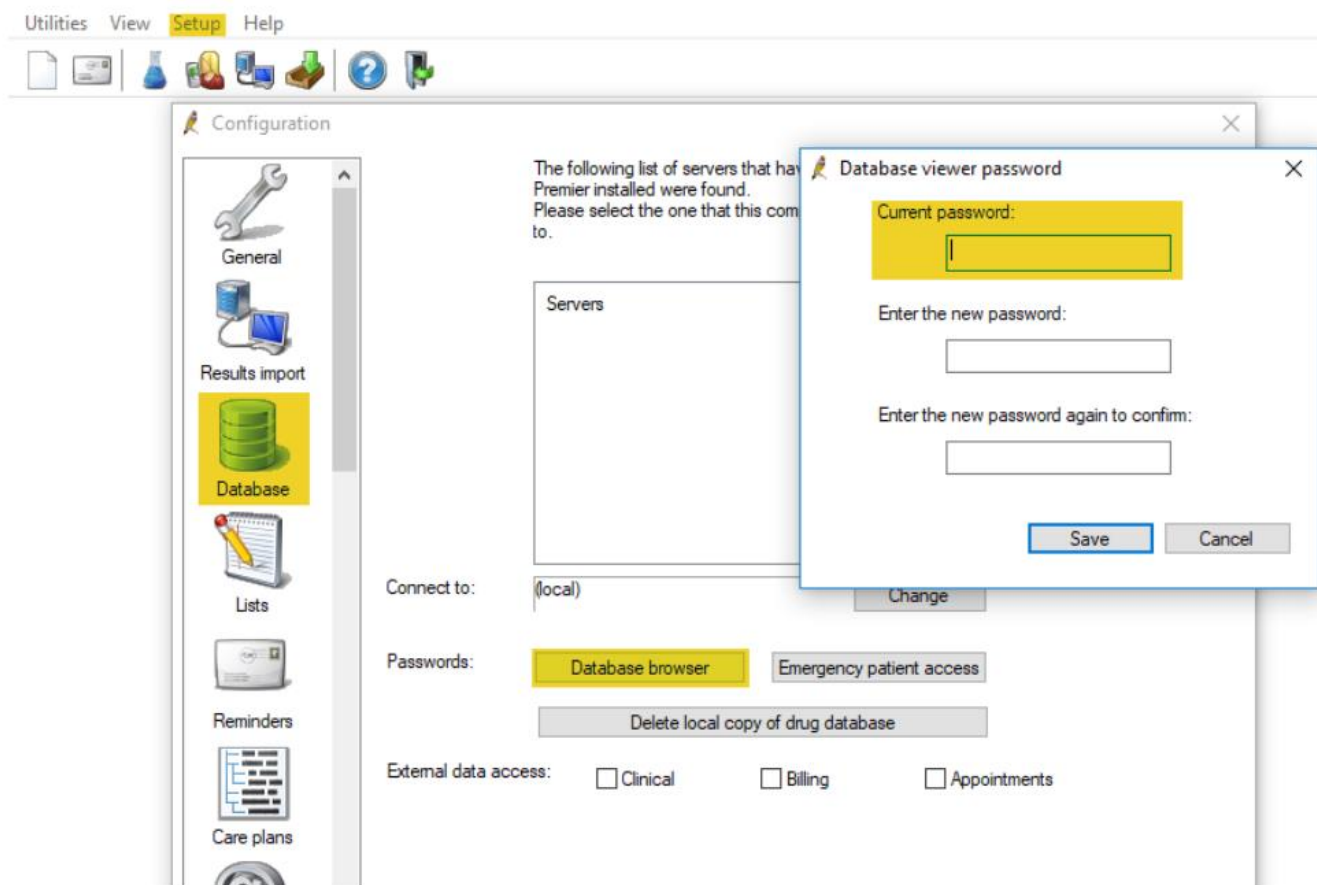 Utilities View Setup Help
Configuration
General
Results import
Database
Lists
Reminders
Care plans
The following list of servers that hav
Premier installed were found.
Please select the one that this com
to.
Servers
Connect to: (local) Change
Passwords: Database browser Emergency patient access
Delete local copy of drug database
External data access: Clinical Billing Appointments
Database viewer password
Current password:
Enter the new password:
Enter the new password again to confirm:
Save Cancel